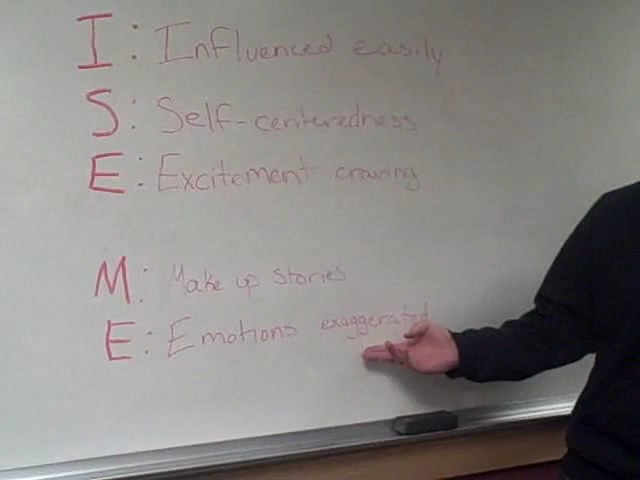 I: Influenced easily
S: Self-centeredness
E: Excitement craving
M: Make up stories
E: Emotions exaggerated